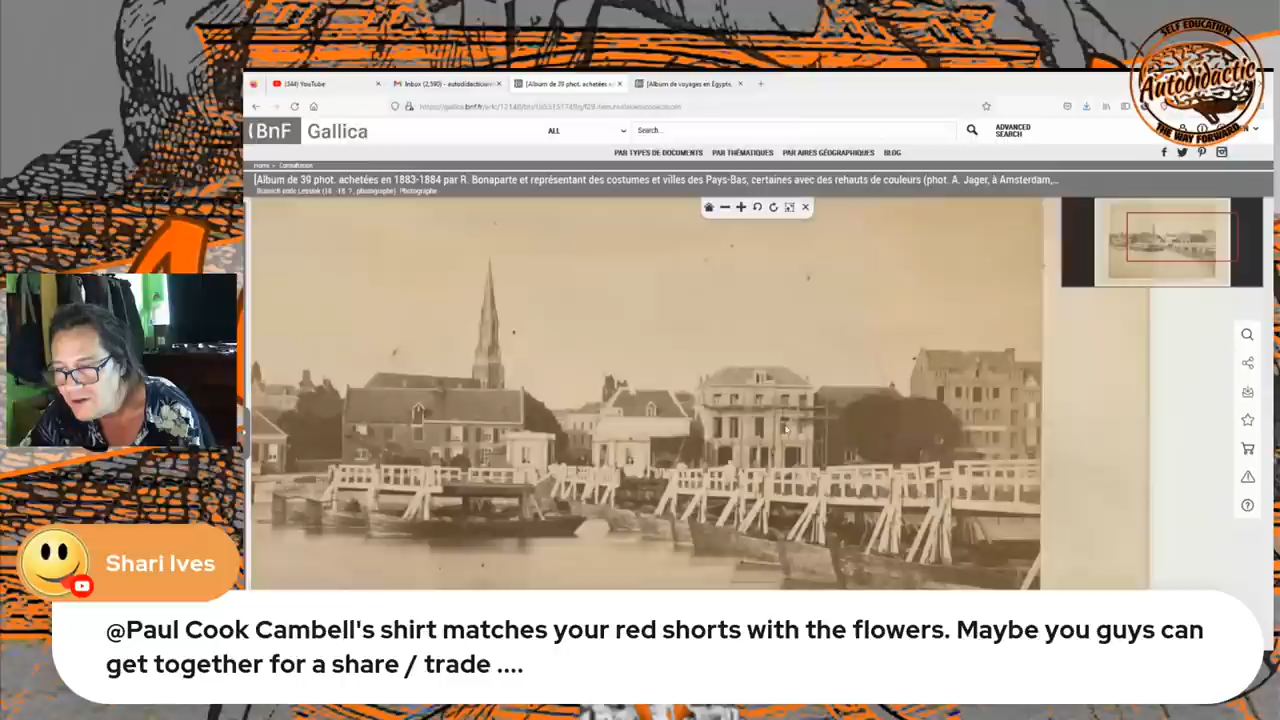 SELF EDUCATION
Autodidactic
THE WAY FORWARD
(344) YouTube
[Album de 39 phot. achetées
[Album de voyages en Égypte,
{BnF Gallica
ALL
Search...
ADVANCED
SEARCH
PAR TYPES DE DOCUMENTS PAR THÉMATIQUES PAR AIRES GÉOGRAPHIQUES BLOG
Home > Consultation
[Album de 39 phot. achetées en 1883-1884 par R. Bonaparte et représentant des costumes et villes des Pays-Bas, certaines avec des rehauts de couleurs (phot. A. Jager, à Amsterdam,...
Shari Ives
@Paul Cook Cambell's shirt matches your red shorts with the flowers. Maybe you guys can
get together for a share / trade ....